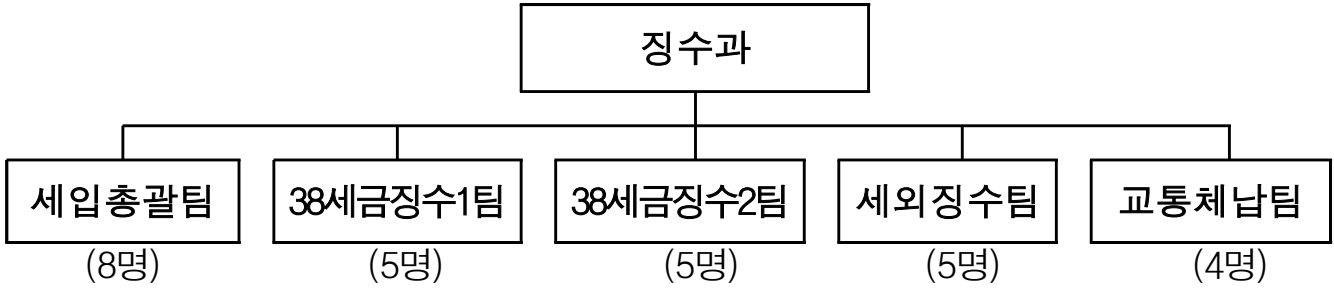 징수과
세입총괄팀 38세금징수1팀 38세금징수2팀 세외징수팀 교통체납팀
(8명) (5명) (5명) (5명) (4명)